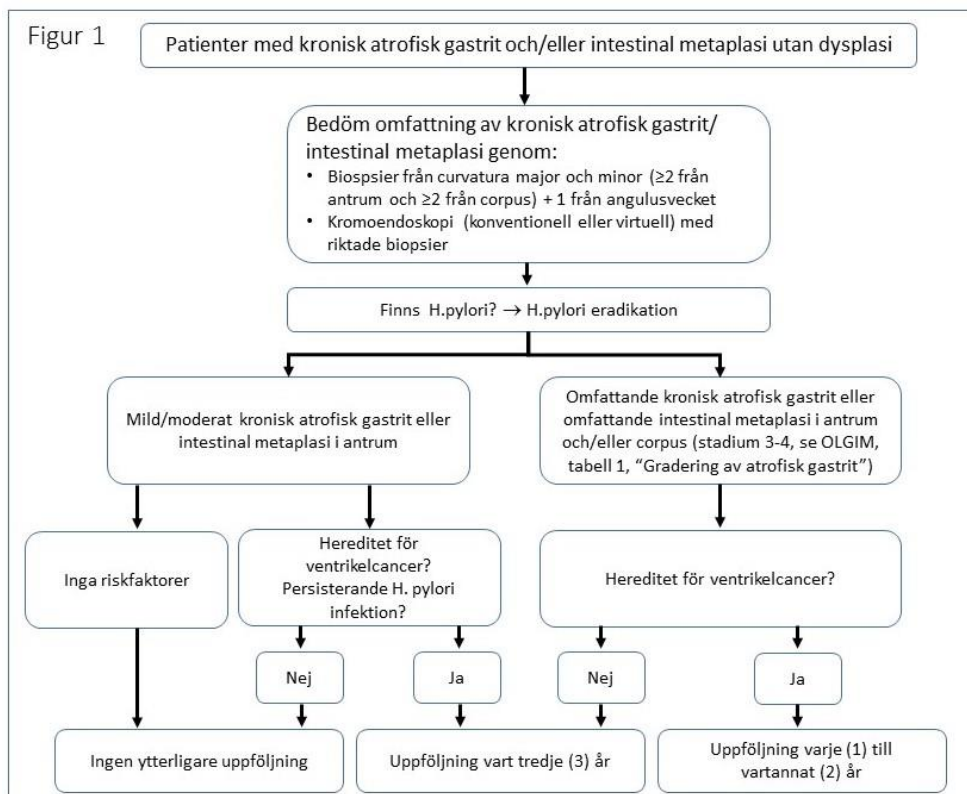 Figur 1
Patienter med kronisk atrofisk gastrit och/eller intestinal metaplasi utan dysplasi
Bedöm omfattning av kronisk atrofisk gastrit/
intestinal metaplasi genom:
• Biospsier från curvatura major och minor (≥2 från
antrum och ≥2 från corpus) + 1 från angulusvecket
• Kromoendoskopi (konventionell eller virtuell) med
riktade biopsier
Finns H.pylori? → H.pylori eradikation
Mild/moderat kronisk atrofisk gastrit eller
intestinal metaplasi i antrum
Omfattande kronisk atrofisk gastrit eller
omfattande intestinal metaplasi i antrum
och/eller corpus (stadium 3-4, se OLGIM,
tabell 1, “Gradering av atrofisk gastrit”)
Inga riskfaktorer
Hereditet för
ventrikelcancer?
Persisterande H. pylori
infektion?
Hereditet för ventrikelcancer?
Nej
Ja
Nej
Ja
Ingen ytterligare uppföljning
Uppföljning vart tredje (3) år
Uppföljning varje (1) till
vartannat (2) år